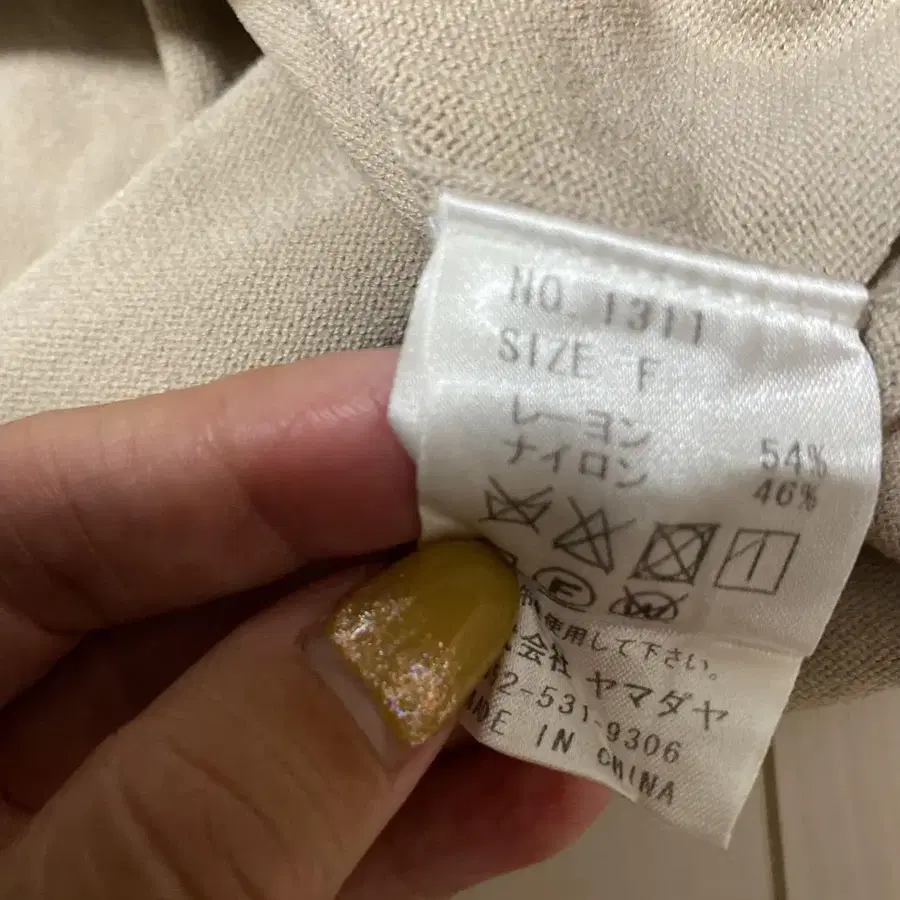 NO. 1311
SIZE F
レーヨン 54%
ナイロン 46%
F W
使用して下さい。
会社 ヤマダヤ
2-531-9306
MADE IN CHINA